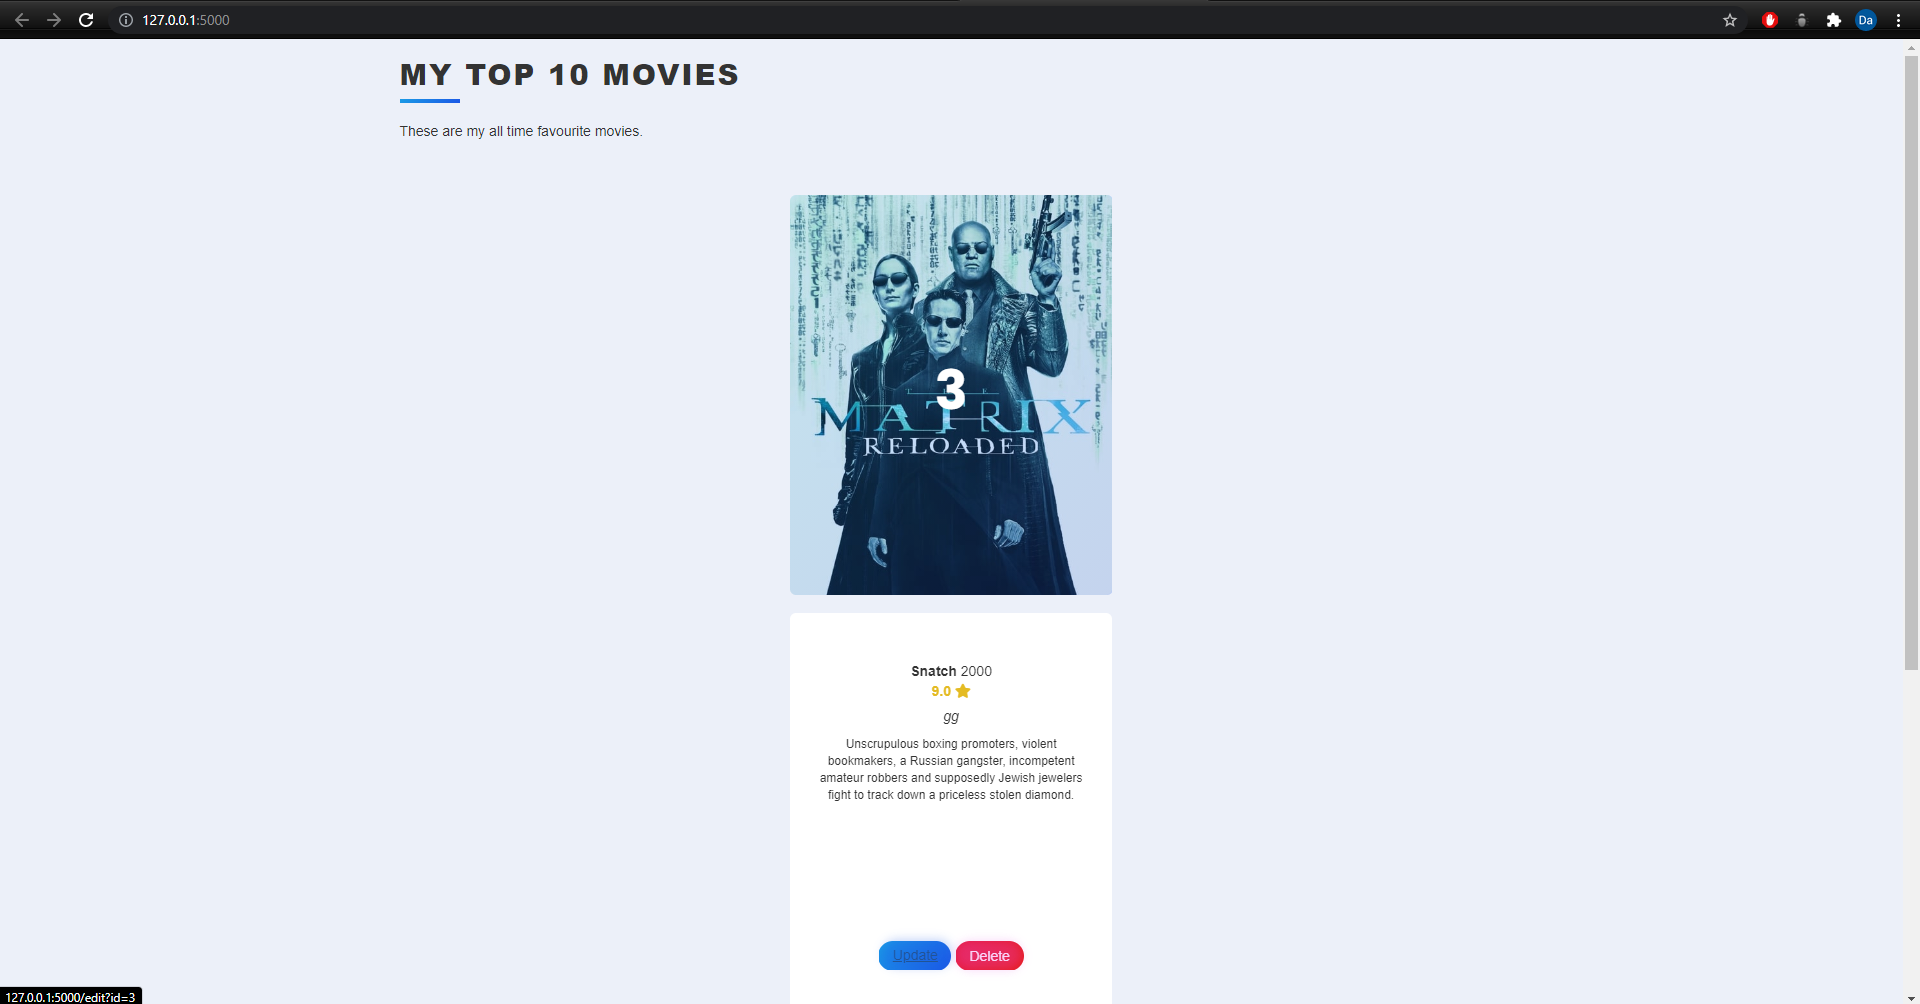 127.0.0.1:5000
Da
MY TOP 10 MOVIES
These are my all time favourite movies.
3
THE
MATRIX
RELOADED
Snatch 2000
9.0
gg
Unscrupulous boxing promoters, violent
bookmakers, a Russian gangster, incompetent
amateur robbers and supposedly Jewish jewelers
fight to track down a priceless stolen diamond.
Update Delete
127.0.0.1:5000/edit?id=3